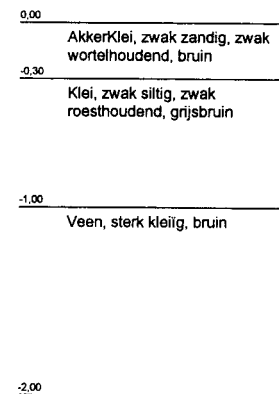 0,00
AkkerKlei, zwak zandig, zwak
wortelhoudend, bruin
-0,30
Klei, zwak siltig, zwak
roesthoudend, grijsbruin
-1,00
Veen, sterk kleiïg, bruin
-2,00